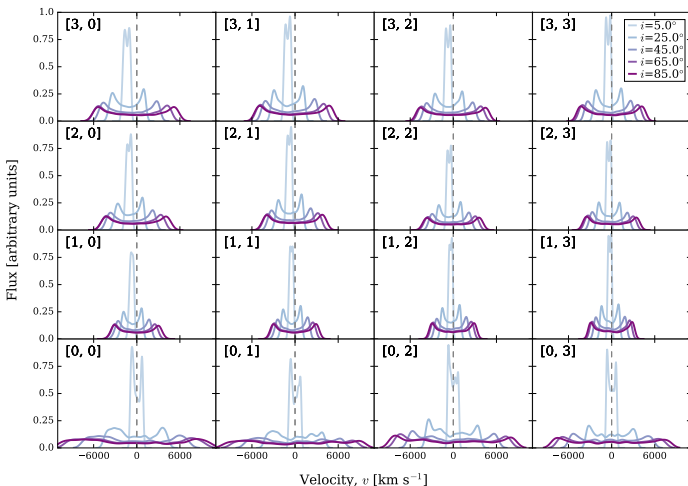 [3, 0] [3, 1] [3, 2] [3, 3]
i=5.0°
i=25.0°
i=45.0°
i=65.0°
i=85.0°
1.0
0.75
0.5
0.25
0.0
[2, 0] [2, 1] [2, 2] [2, 3]
0.75
0.5
0.25
0.0
[1, 0] [1, 1] [1, 2] [1, 3]
0.75
0.5
0.25
0.0
[0, 0] [0, 1] [0, 2] [0, 3]
0.75
0.5
0.25
0.0
−6000 0 6000 −6000 0 6000 −6000 0 6000 −6000 0 6000
Flux [arbitrary units]
Velocity, v [km s⁻¹]